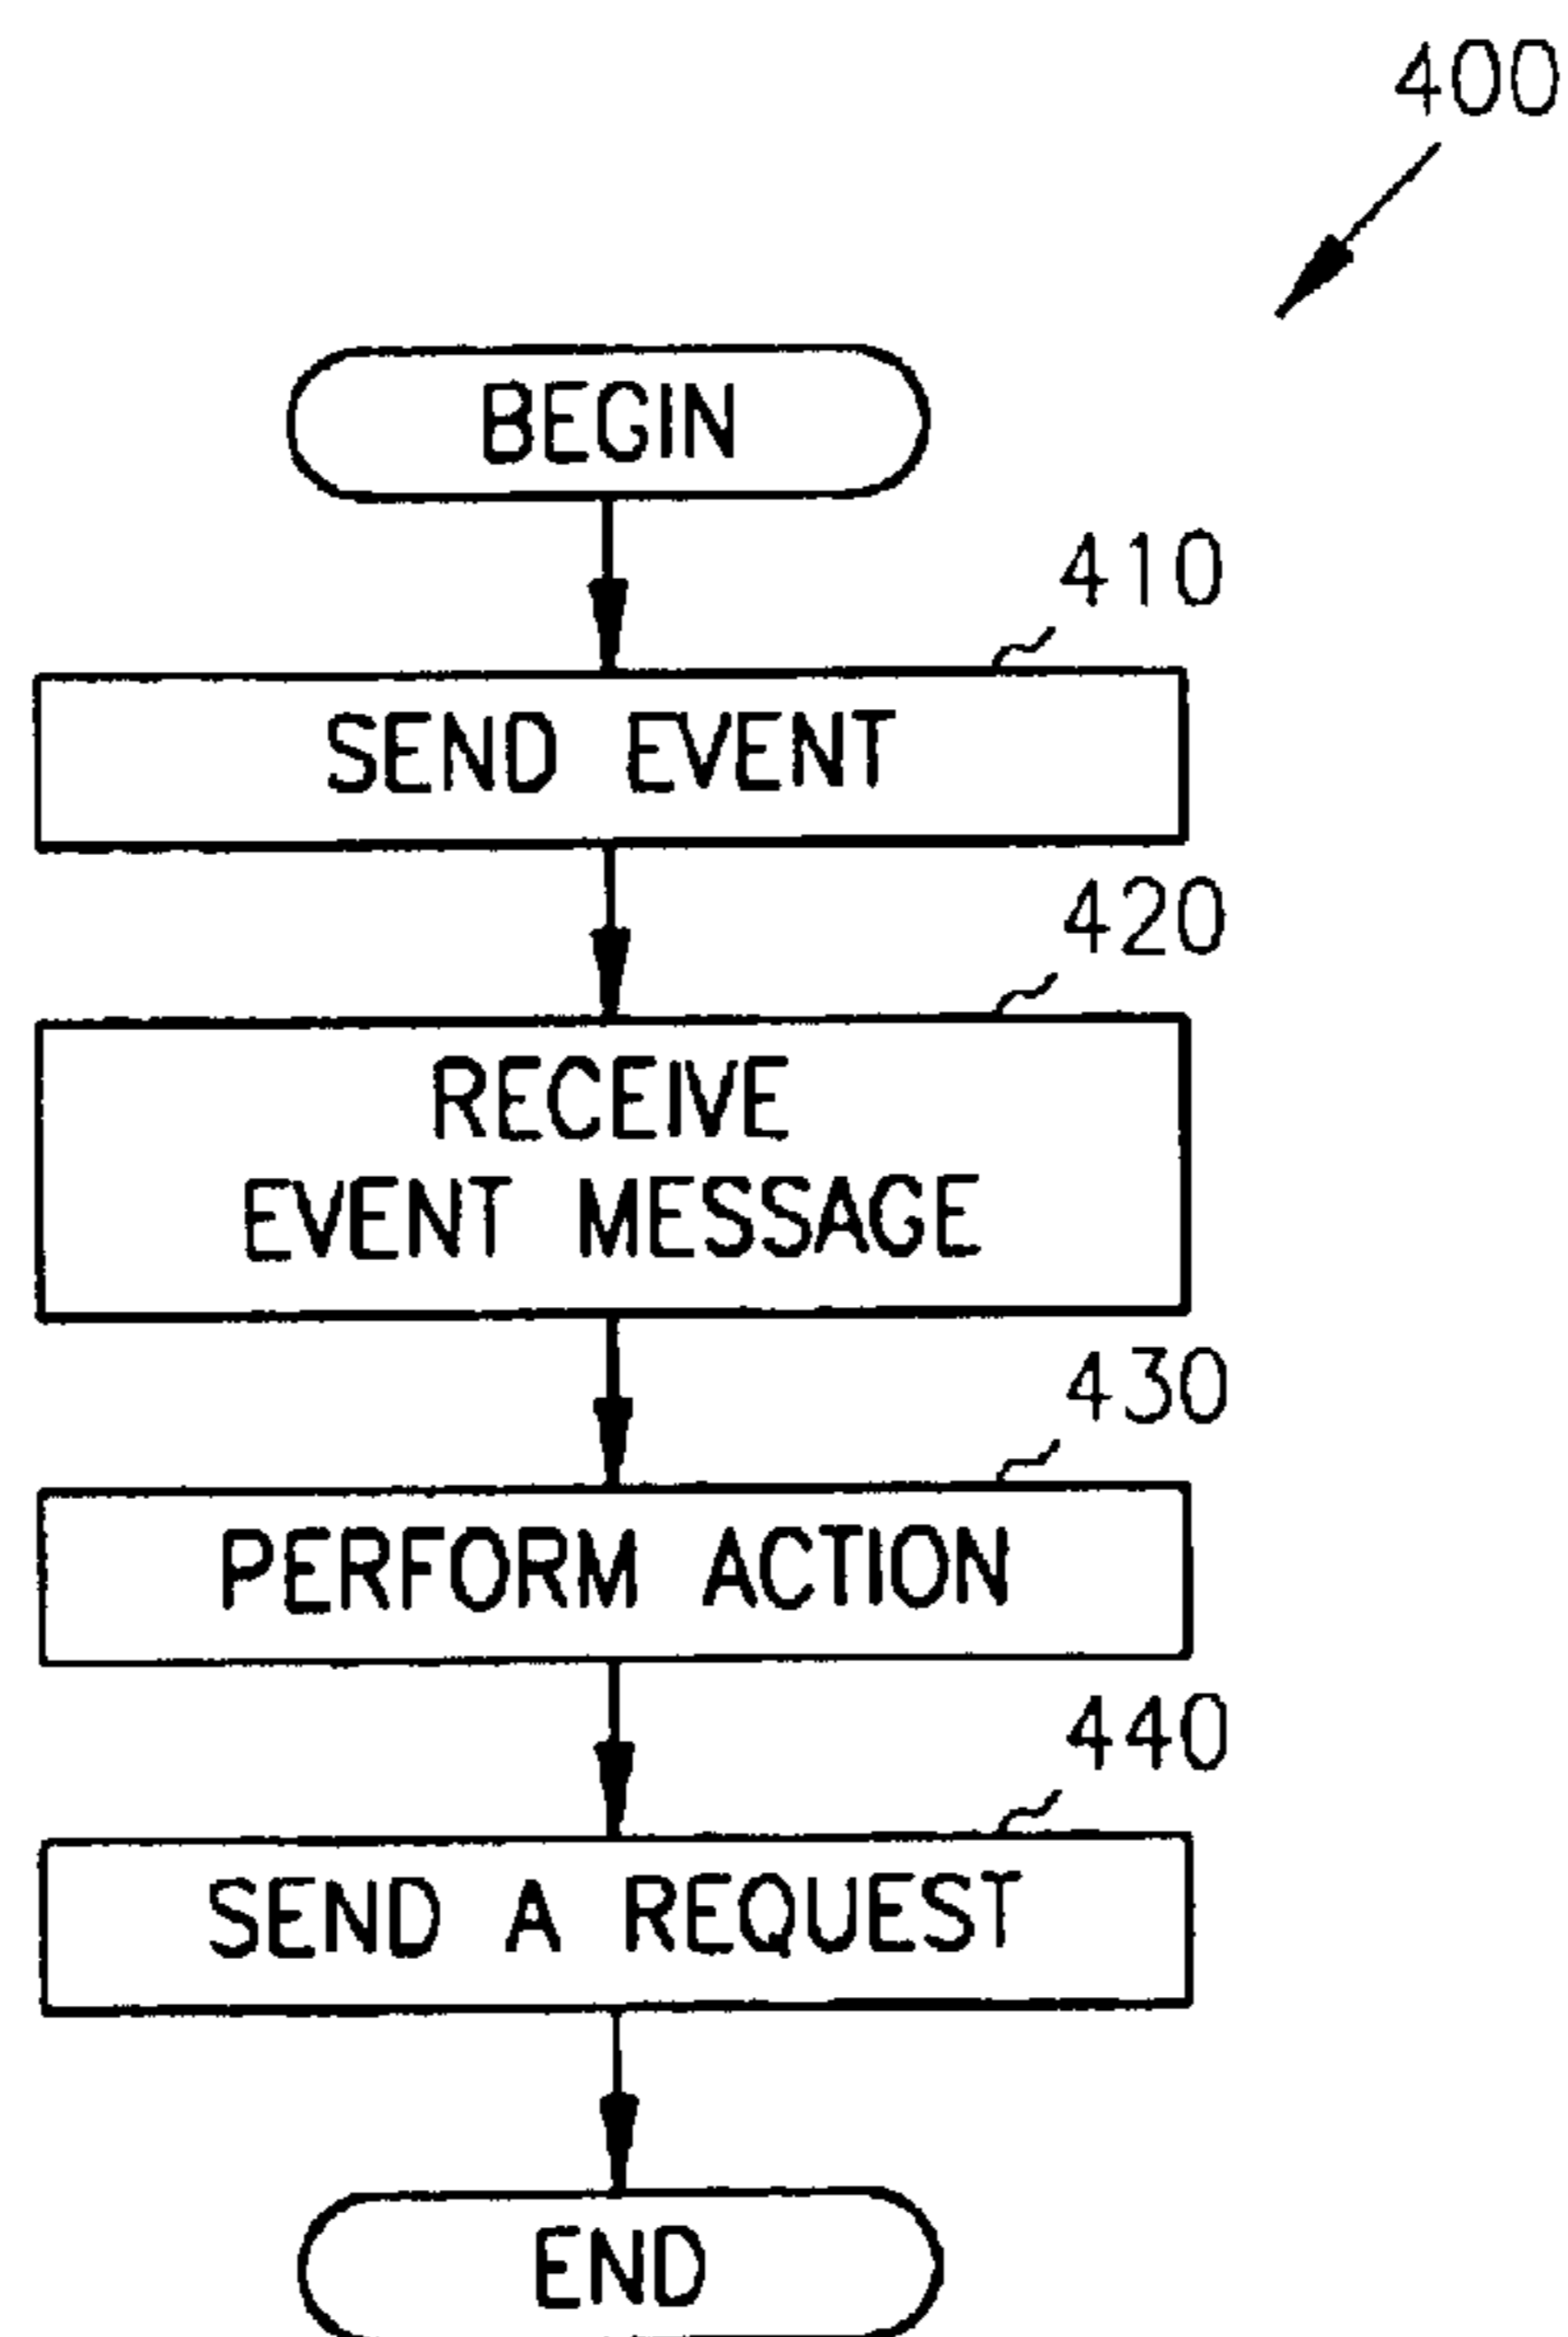 400
BEGIN
410
SEND EVENT
420
RECEIVE
EVENT MESSAGE
430
PERFORM ACTION
440
SEND A REQUEST
END